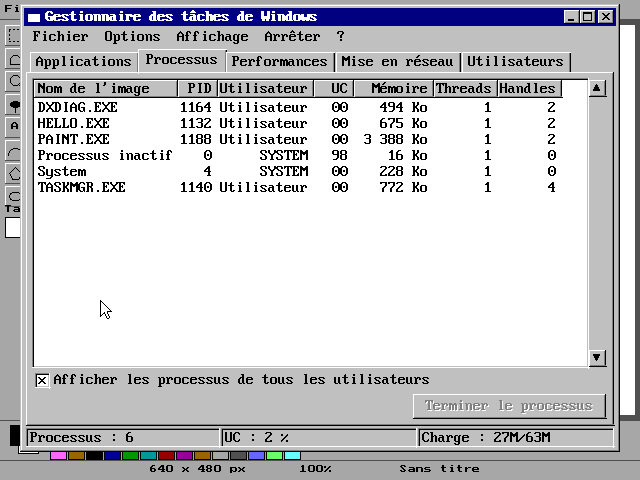 Fi
Gestionnaire des tâches de Windows
Fichier Options Affichage Arrêter ?
Applications Processus Performances Mise en réseau Utilisateurs
Nom de l'image PID Utilisateur UC Mémoire Threads Handles
DXDIAG.EXE 1164 Utilisateur 00 494 Ko 1 2
HELLO.EXE 1132 Utilisateur 00 675 Ko 1 2
PAINT.EXE 1188 Utilisateur 00 3 388 Ko 1 2
Processus inactif 0 SYSTEM 98 16 Ko 1 0
System 4 SYSTEM 00 228 Ko 1 0
TASKMGR.EXE 1140 Utilisateur 00 772 Ko 1 4
A
Ta
Afficher les processus de tous les utilisateurs
Terminer le processus
Processus : 6 UC : 2 % Charge : 27M/63M
640 x 480 px 100% Sans titre